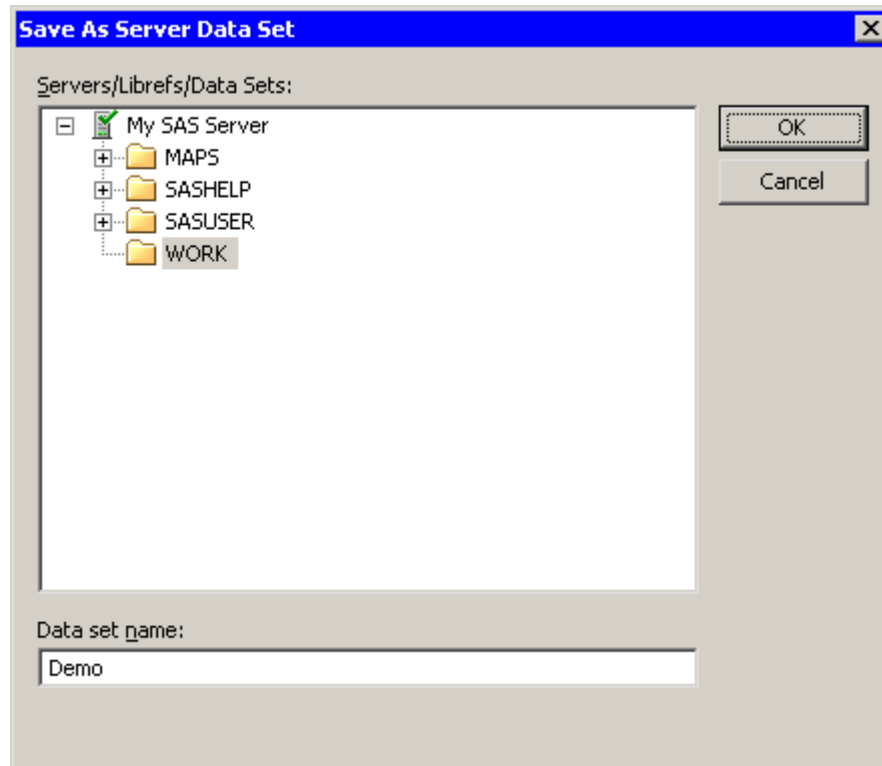 Save As Server Data Set
Servers/Librefs/Data Sets:
My SAS Server
MAPS
SASHELP
SASUSER
WORK
OK
Cancel
Data set name:
Demo